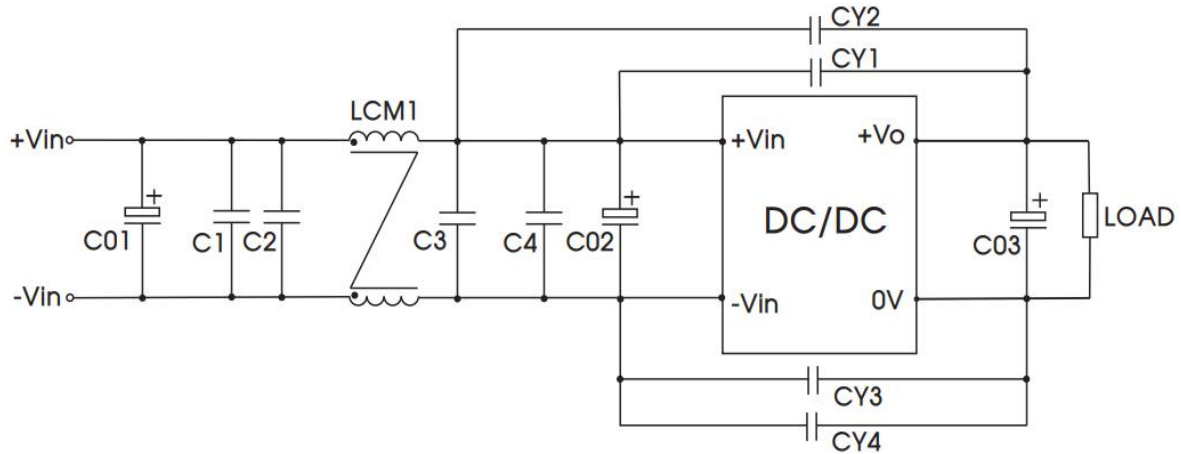 CY2
CY1
LCM1
+Vin
+Vin
+Vo
+
+
+
DC/DC
C01
C1
C2
C3
C4
C02
C03
LOAD
-Vin
-Vin
0V
CY3
CY4